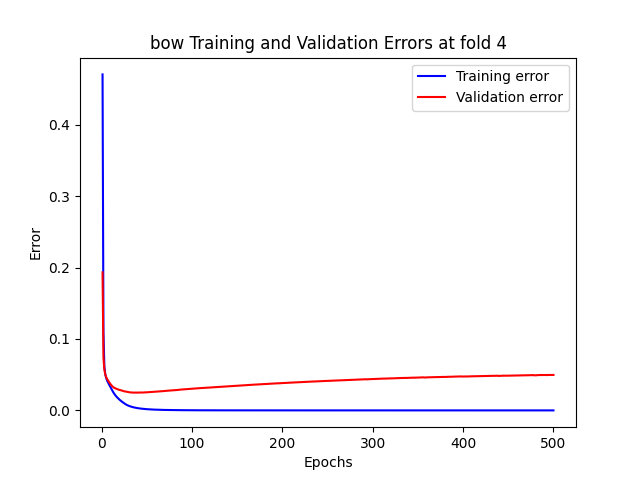 bow Training and Validation Errors at fold 4
Training error
Validation error
0.4
0.3
0.2
0.1
0.0
Error
0
100
200
300
400
500
Epochs